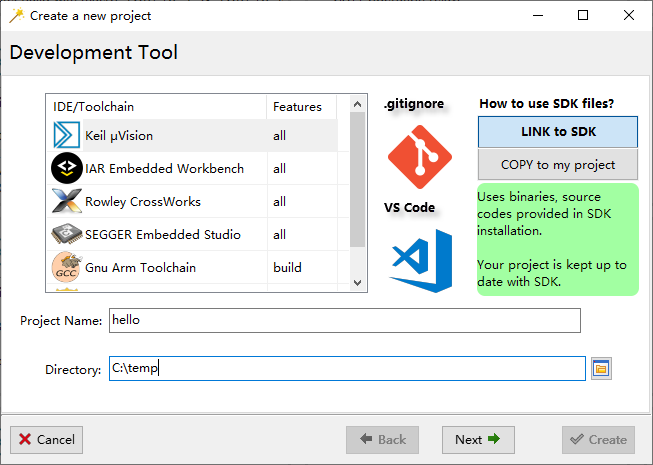 Create a new project
Development Tool
IDE/Toolchain Features
Keil µVision all
IAR Embedded Workbench all
Rowley CrossWorks all
SEGGER Embedded Studio all
GCC Gnu Arm Toolchain build
.gitignore
VS Code
How to use SDK files?
LINK to SDK
COPY to my project
Uses binaries, source
codes provided in SDK
installation.
Your project is kept up to
date with SDK.
Project Name: hello
Directory: C:\temp
Cancel Back Next Create